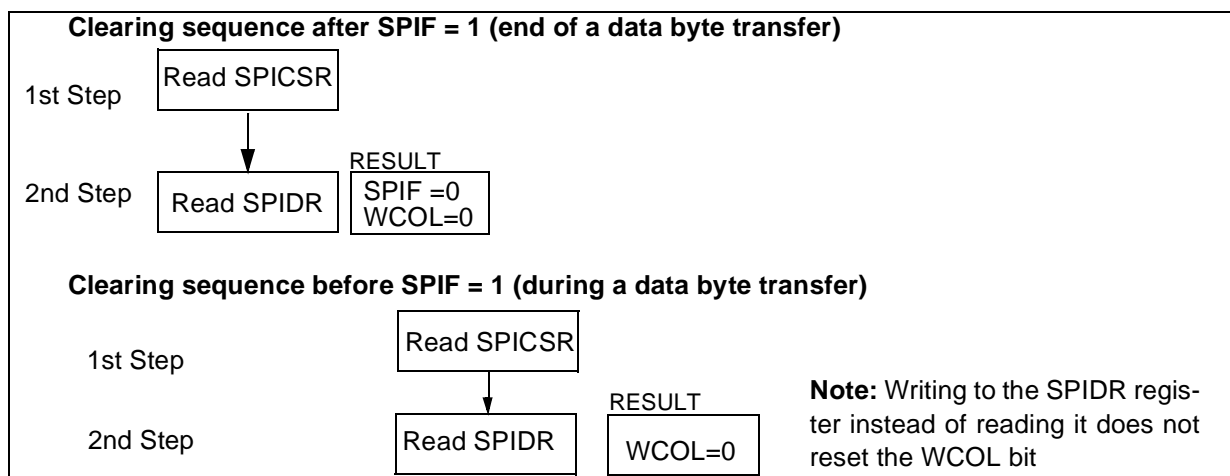 Clearing sequence after SPIF = 1 (end of a data byte transfer)
1st Step
Read SPICSR
2nd Step
Read SPIDR
RESULT
SPIF =0
WCOL=0
Clearing sequence before SPIF = 1 (during a data byte transfer)
1st Step
Read SPICSR
2nd Step
Read SPIDR
RESULT
WCOL=0
Note: Writing to the SPIDR regis-
ter instead of reading it does not
reset the WCOL bit